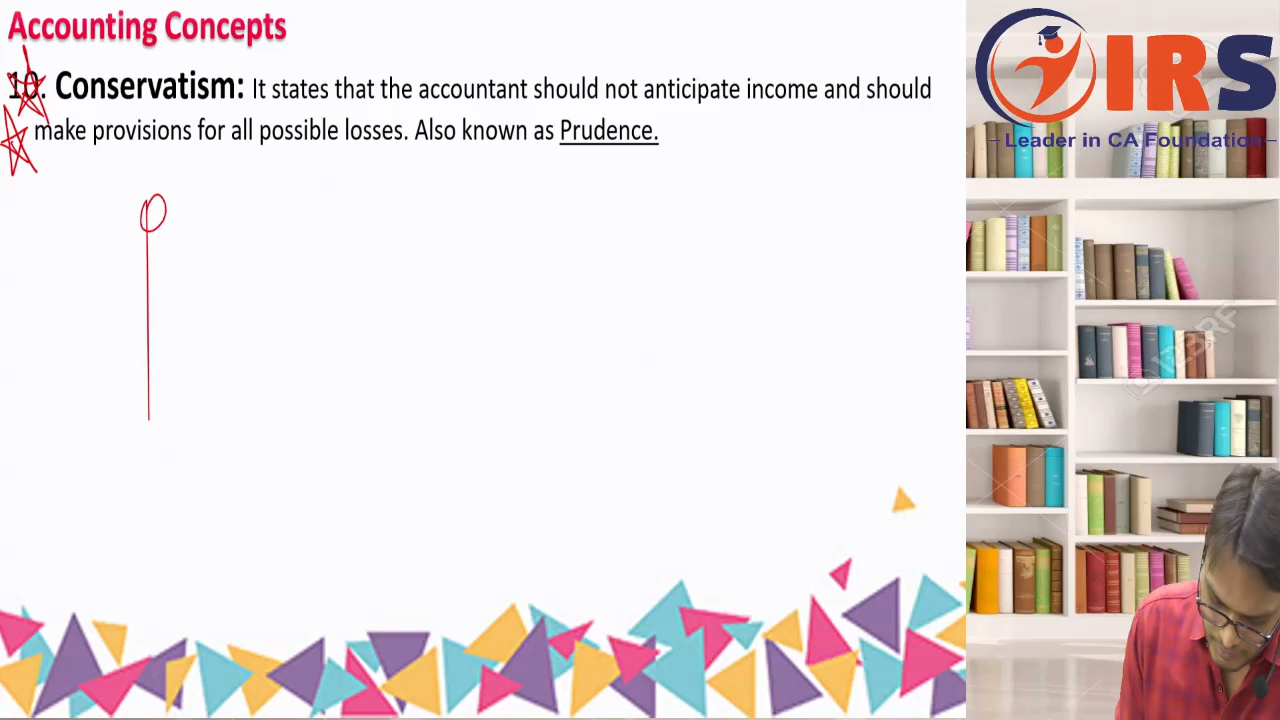 Accounting Concepts
10. Conservatism: It states that the accountant should not anticipate income and should
make provisions for all possible losses. Also known as Prudence.
IRS
- Leader in CA Foundation -
123RF